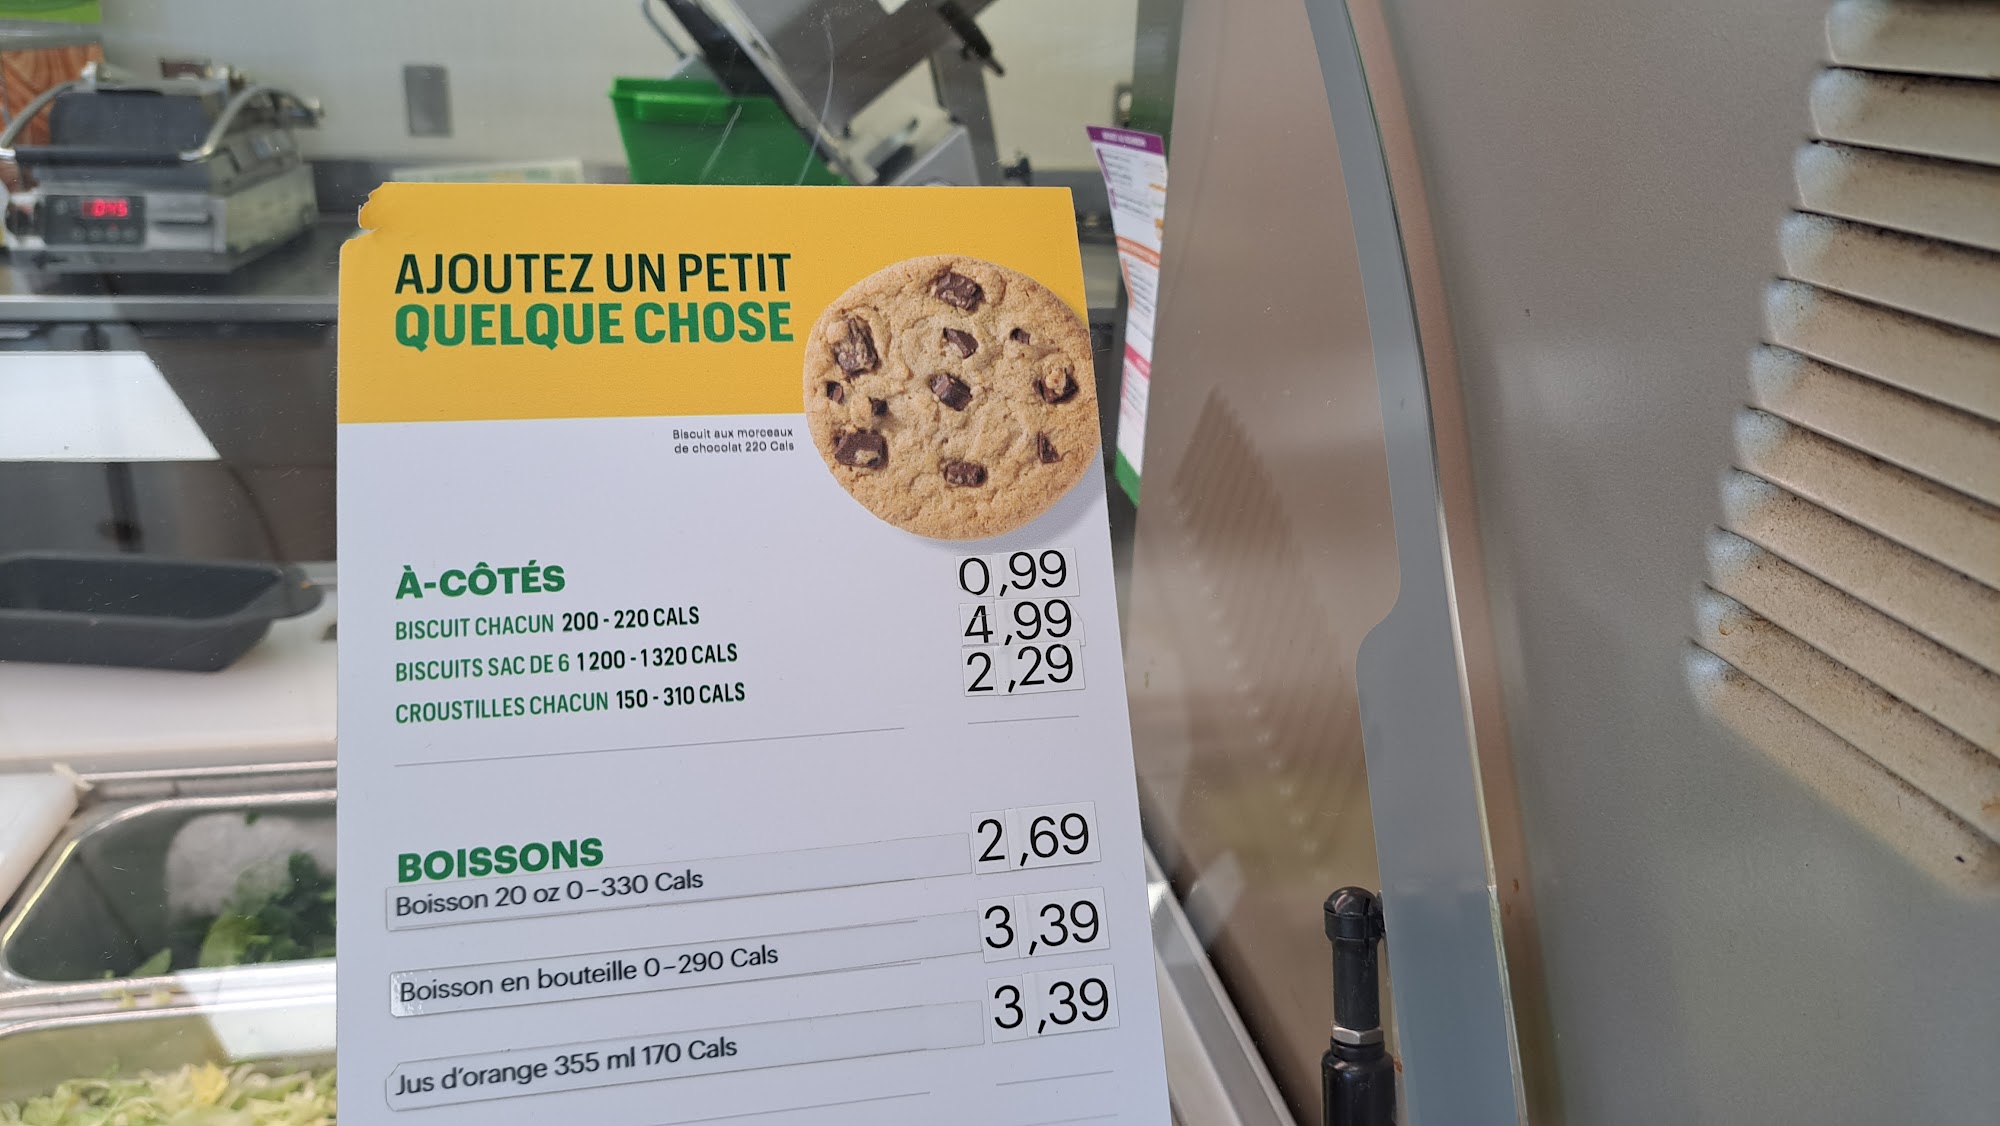 AJOUTEZ UN PETIT
QUELQUE CHOSE
Biscuit aux morceaux
de chocolat 220 Cals
À-CÔTÉS
0,99
BISCUIT CHACUN 200 - 220 CALS
4,99
BISCUITS SAC DE 6 1200 - 1320 CALS
2,29
CROUSTILLES CHACUN 150 - 310 CALS
BOISSONS
2,69
Boisson 20 oz 0–330 Cals
3,39
Boisson en bouteille 0–290 Cals
3,39
Jus d'orange 355 ml 170 Cals